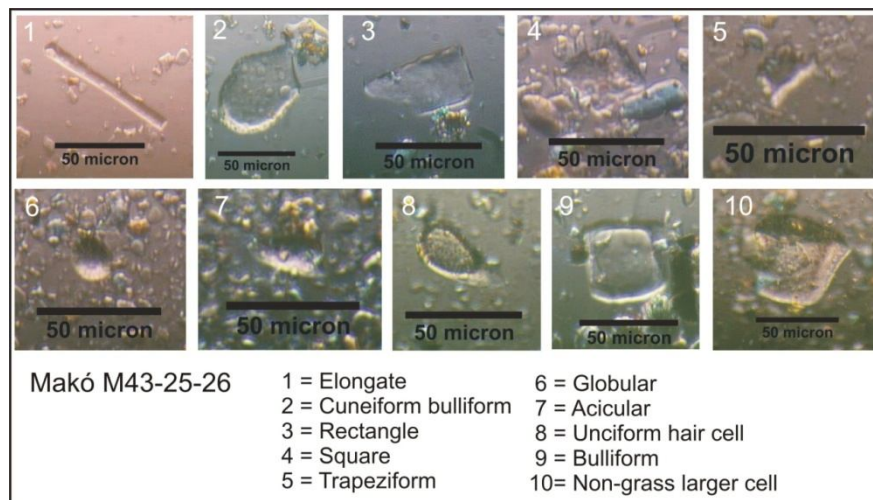 1 2 3 4 5
50 micron 50 micron 50 micron 50 micron 50 micron
6 7 8 9 10
50 micron 50 micron 50 micron 50 micron 50 micron
Makó M43-25-26
1 = Elongate
2 = Cuneiform bulliform
3 = Rectangle
4 = Square
5 = Trapeziform
6 = Globular
7 = Acicular
8 = Unciform hair cell
9 = Bulliform
10= Non-grass larger cell